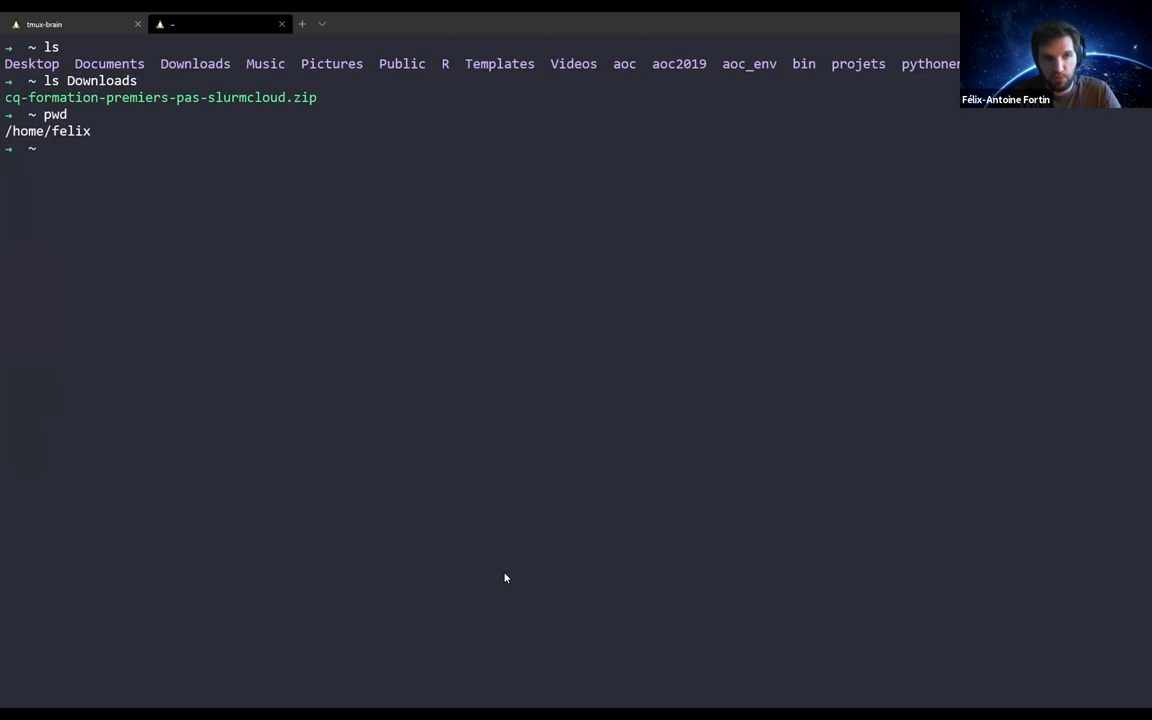 tmux-brain
~
→ ~ ls
Desktop Documents Downloads Music Pictures Public R Templates Videos aoc aoc2019 aoc_env bin projets
→ ~ ls Downloads
cq-formation-premiers-pas-slurmcloud.zip
→ ~ pwd
/home/felix
→ ~
Félix-Antoine Fortin